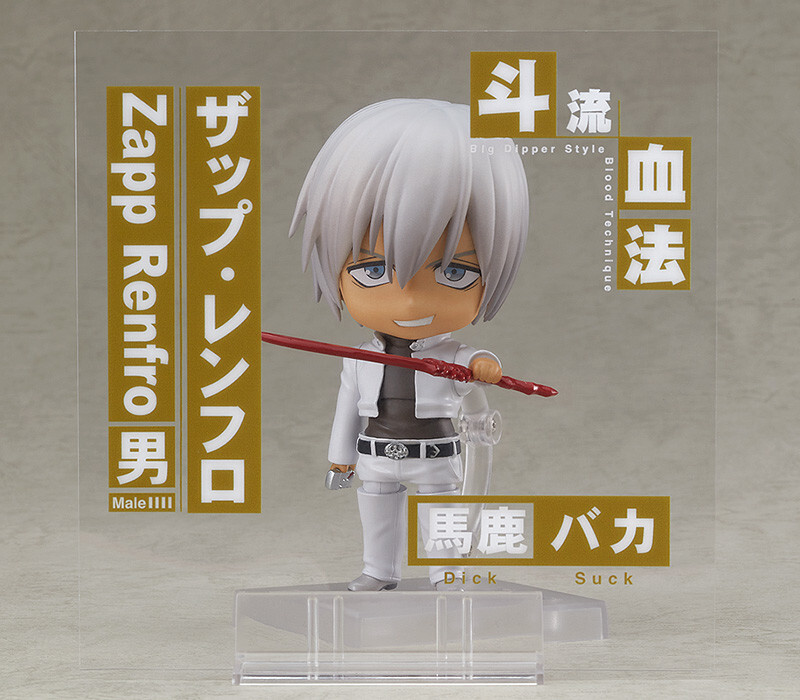 ザップ・レンフロ
Zapp Renfro 男
Male
斗流
Big Dipper Style
血法
Blood Technique
馬鹿 バカ
Dick Suck